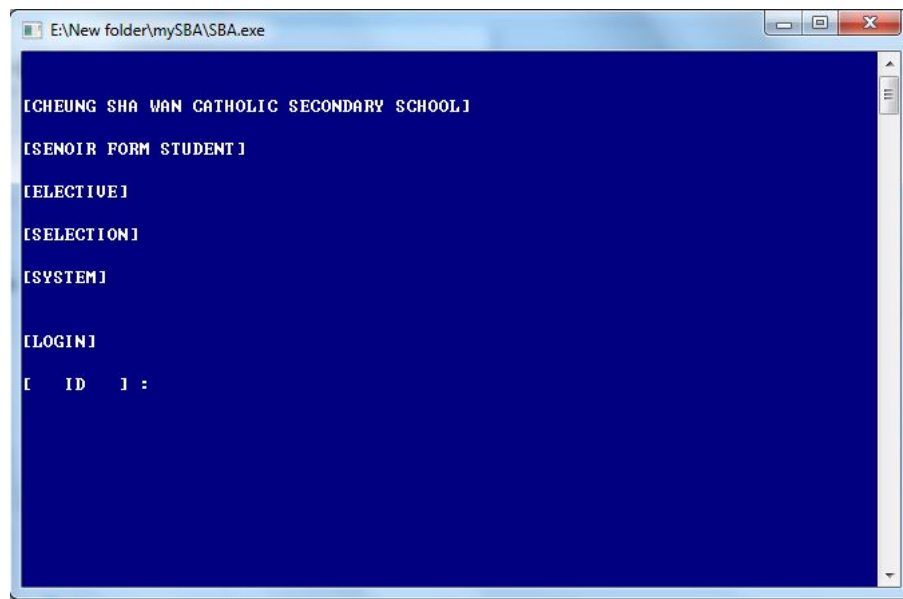 E:\New folder\mySBA\SBA.exe
[CHEUNG SHA WAN CATHOLIC SECONDARY SCHOOL]
[SENOIR FORM STUDENT]
[ELECTIVE]
[SELECTION]
[SYSTEM]
[LOGIN]
[   ID   ] :